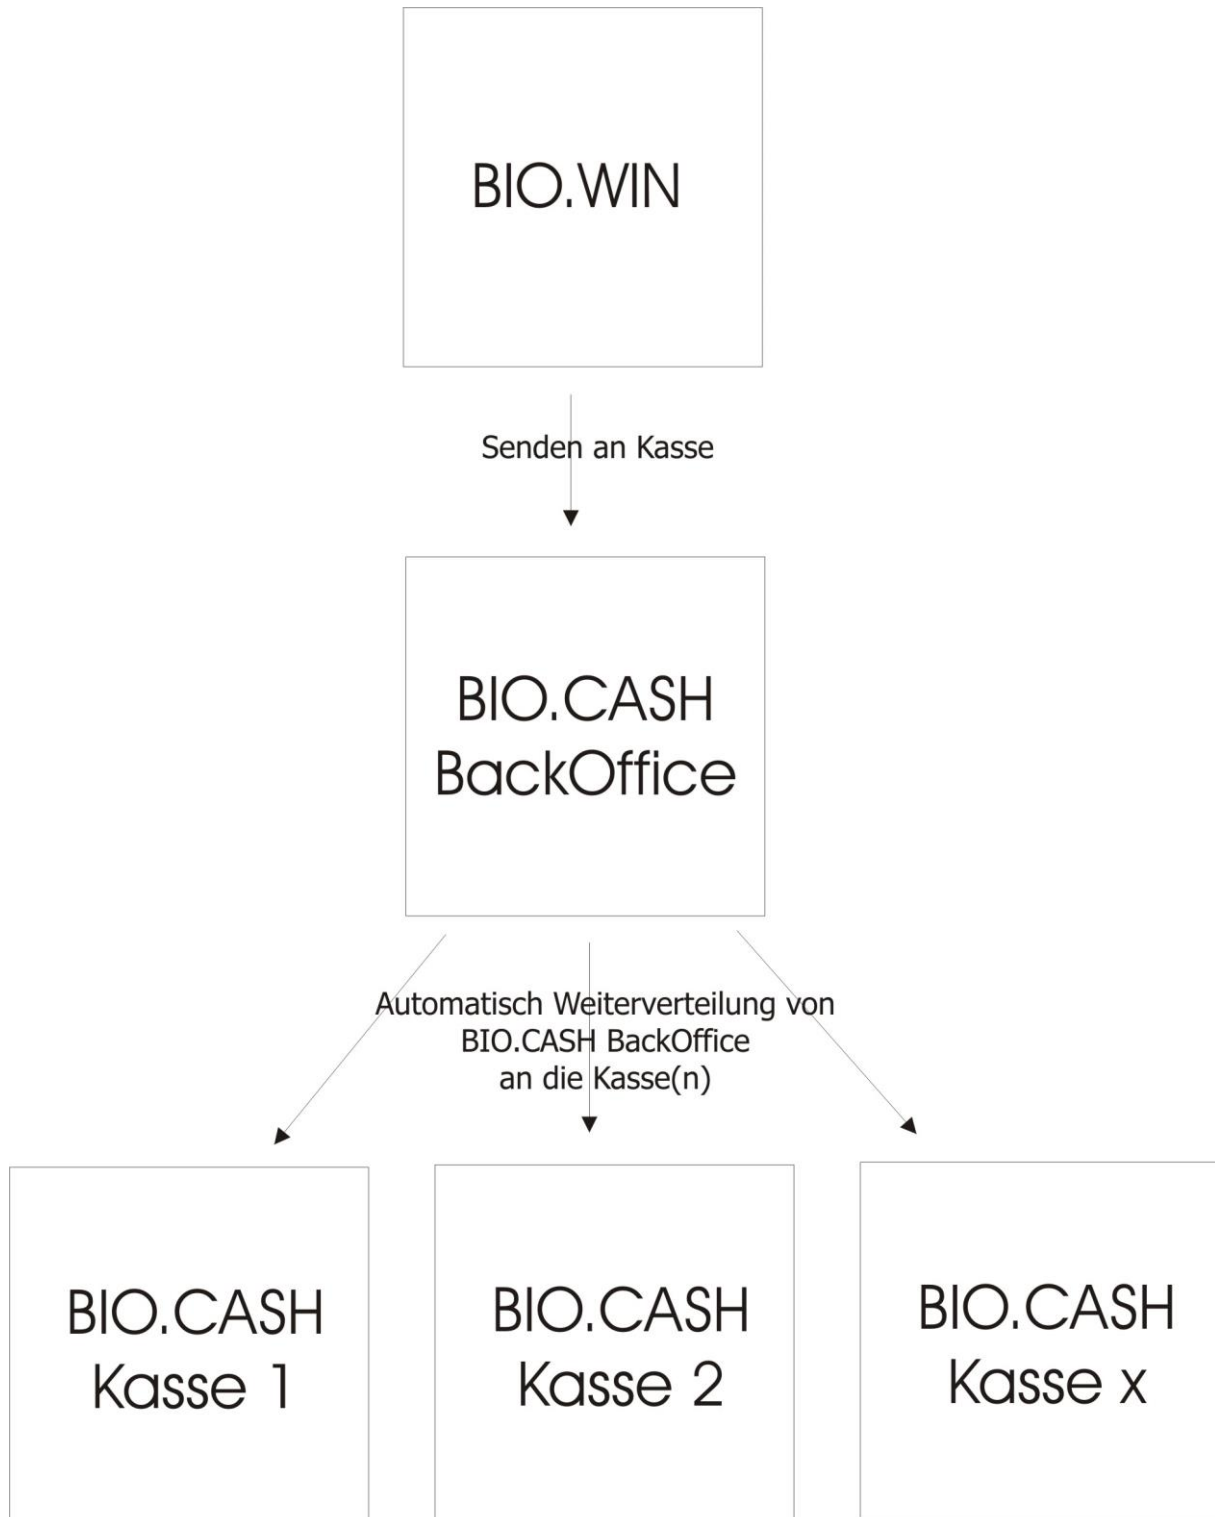 BIO.WIN
Senden an Kasse
BIO.CASH
BackOffice
Automatisch Weiterverteilung von
BIO.CASH BackOffice
an die Kasse(n)
BIO.CASH
Kasse 1
BIO.CASH
Kasse 2
BIO.CASH
Kasse x